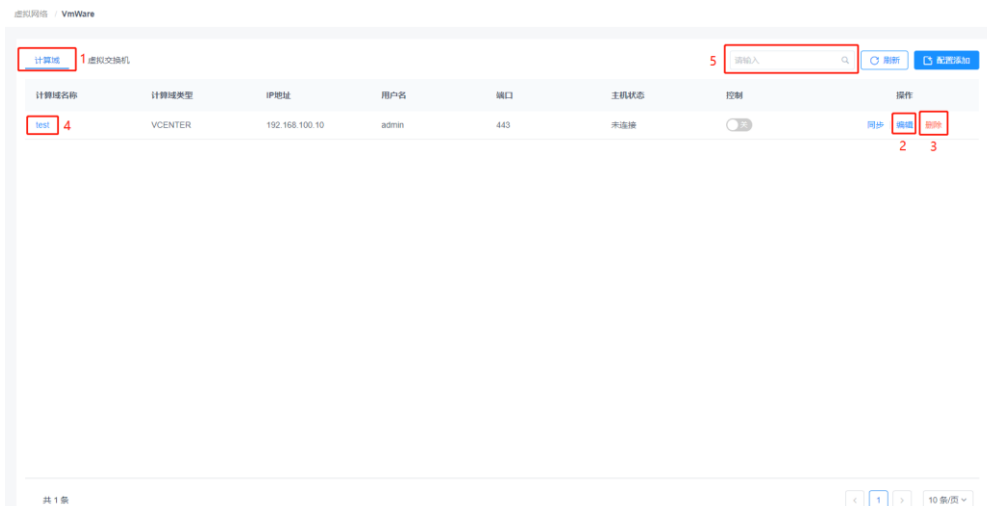 虚拟网络 / VmWare
计算域 1 虚拟交换机 5 请输入 刷新 配置添加
计算域名称 计算域类型 IP地址 用户名 端口 主机状态 控制 操作
test 4 VCENTER 192.168.100.10 admin 443 未连接 关 同步 编辑 删除
2 3
共 1 条 < 1 > 10 条/页